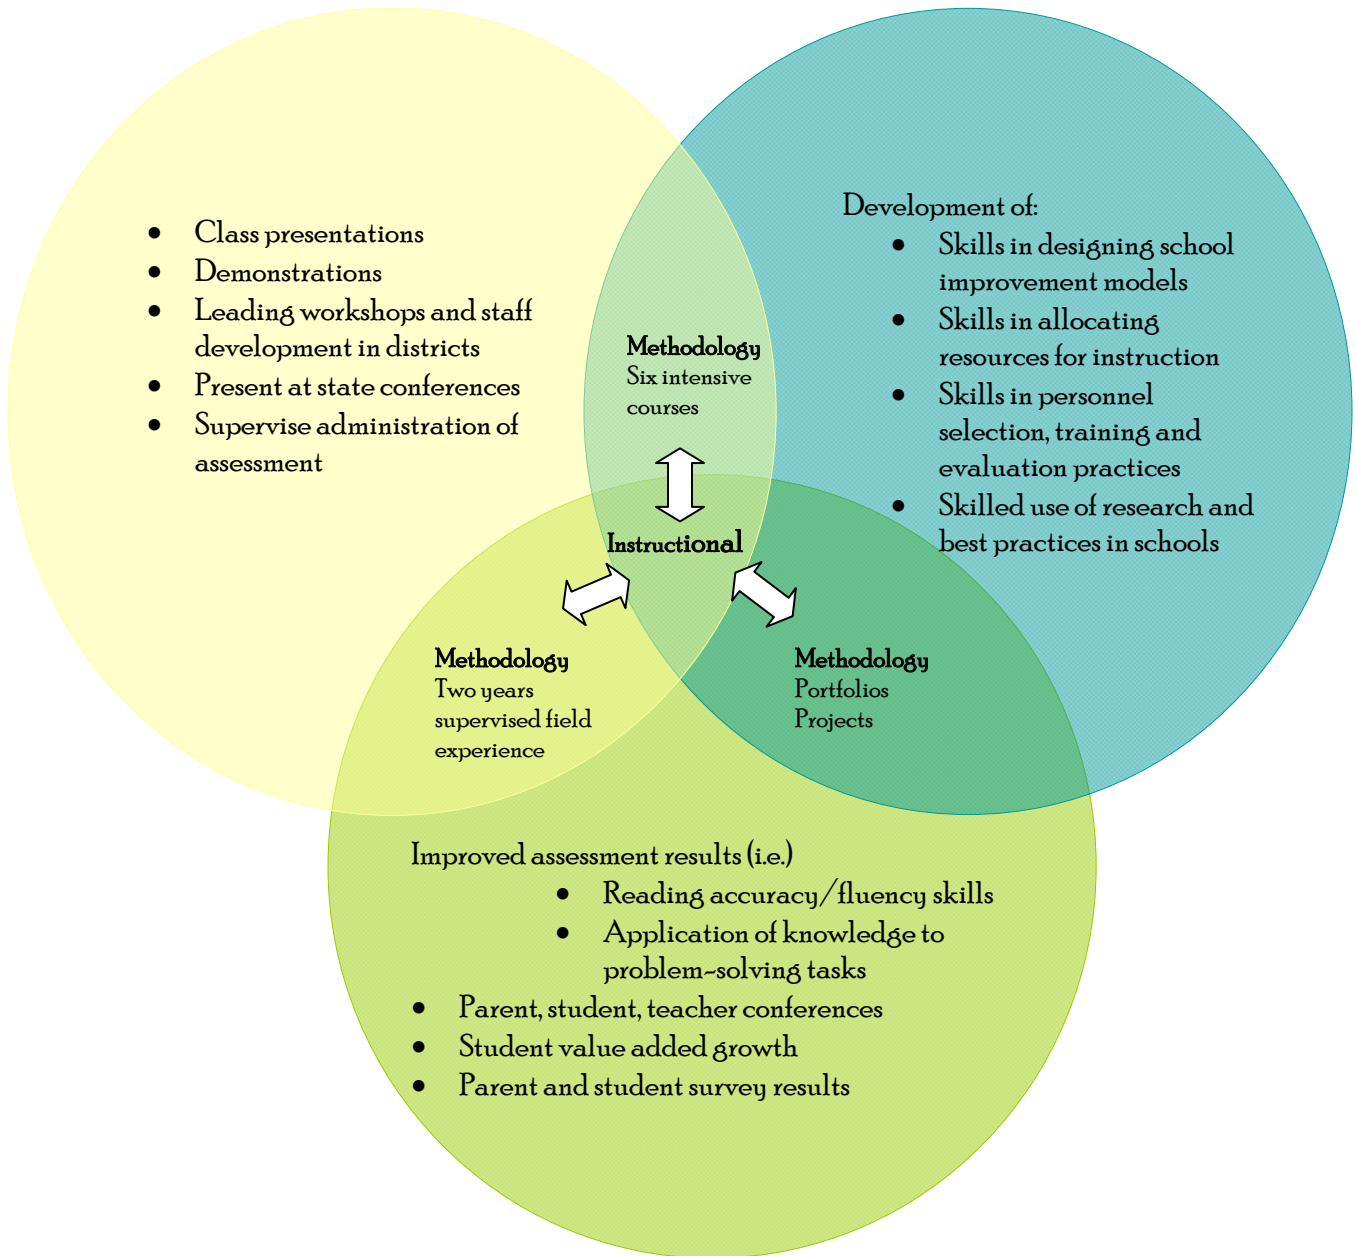 • Class presentations
• Demonstrations
• Leading workshops and staff
development in districts
• Present at state conferences
• Supervise administration of
assessment
Development of:
• Skills in designing school
improvement models
• Skills in allocating
resources for instruction
• Skills in personnel
selection, training and
evaluation practices
• Skilled use of research and
best practices in schools
Methodology
Six intensive
courses
Instructional
Methodology
Two years
supervised field
experience
Methodology
Portfolios
Projects
Improved assessment results (i.e.)
• Reading accuracy/fluency skills
• Application of knowledge to
problem-solving tasks
• Parent, student, teacher conferences
• Student value added growth
• Parent and student survey results